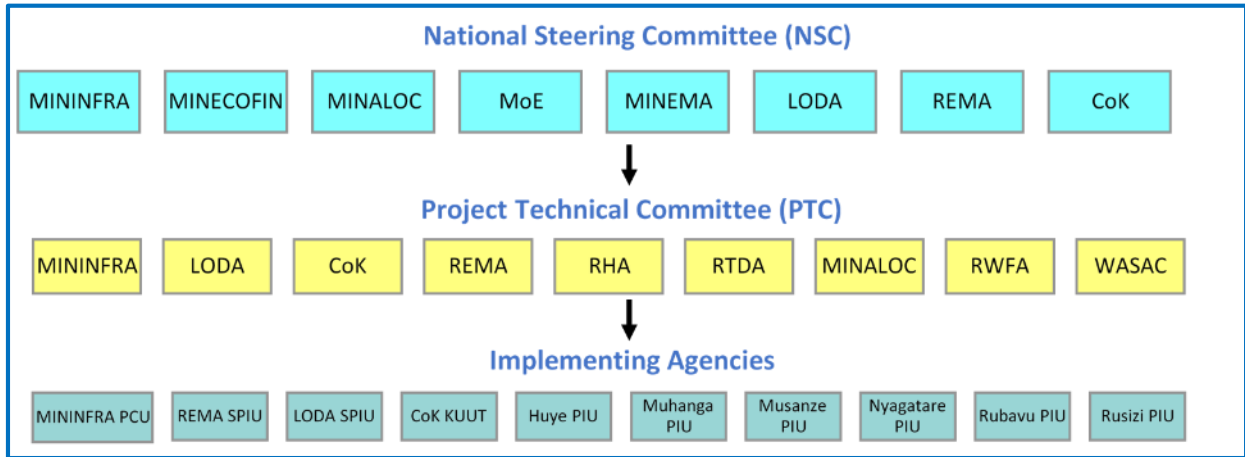 National Steering Committee (NSC)
MININFRA MINECOFIN MINALOC MoE MINEMA LODA REMA CoK
Project Technical Committee (PTC)
MININFRA LODA CoK REMA RHA RTDA MINALOC RWFA WASAC
Implementing Agencies
MININFRA PCU REMA SPIU LODA SPIU CoK KUUT Huye PIU Muhanga PIU Musanze PIU Nyagatare PIU Rubavu PIU Rusizi PIU